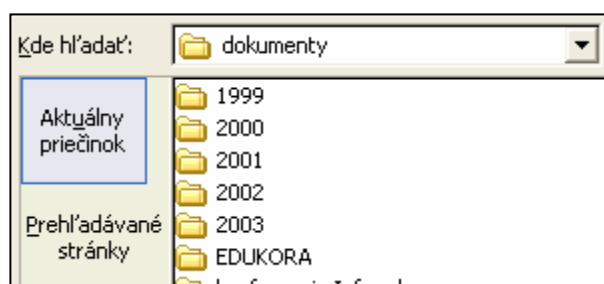 Kde hľadať: dokumenty
Aktuálny
priečinok
Prehľadávané
stránky
1999
2000
2001
2002
2003
EDUKORA